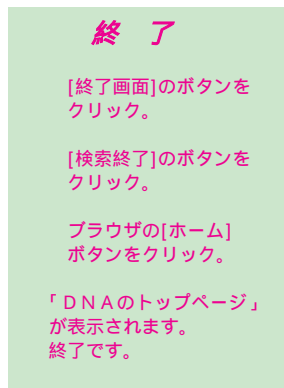 終　了
[終了画面]のボタンを
クリック。
[検索終了]のボタンを
クリック。
ブラウザの[ホーム]
ボタンをクリック。
「ＤＮＡのトップページ」
が表示されます。
終了です。